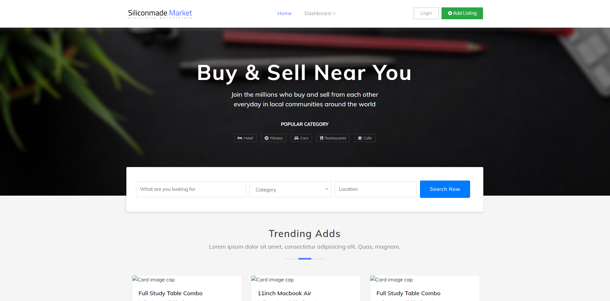 Siliconmade Market
Home
Dashboard
Login
Add Listing
Buy & Sell Near You
Join the millions who buy and sell from each other
everyday in local communities around the world
POPULAR CATEGORY
Hotel
Fitness
Cars
Restaurants
Cafe
What are you looking for
Category
Location
Search Now
Trending Adds
Lorem ipsum dolor sit amet, consectetur adipisicing elit. Quas, magnam.
Card image cap
Card image cap
Card image cap
Full Study Table Combo
11inch Macbook Air
Full Study Table Combo